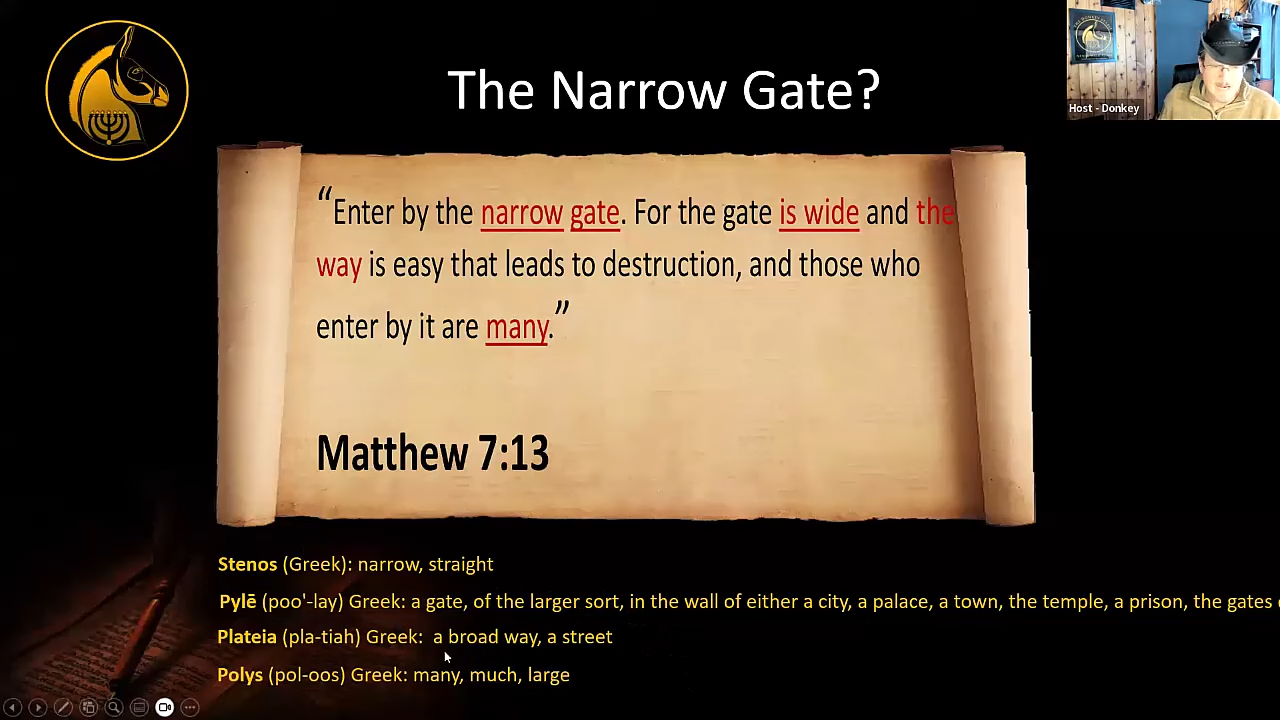 The Narrow Gate?
Host - Donkey
“Enter by the narrow gate. For the gate is wide and the
way is easy that leads to destruction, and those who
enter by it are many.”
Matthew 7:13
Stenos (Greek): narrow, straight
Pylē (poo'-lay) Greek: a gate, of the larger sort, in the wall of either a city, a palace, a town, the temple, a prison, the gates
Plateia (pla-tiah) Greek: a broad way, a street
Polys (pol-oos) Greek: many, much, large